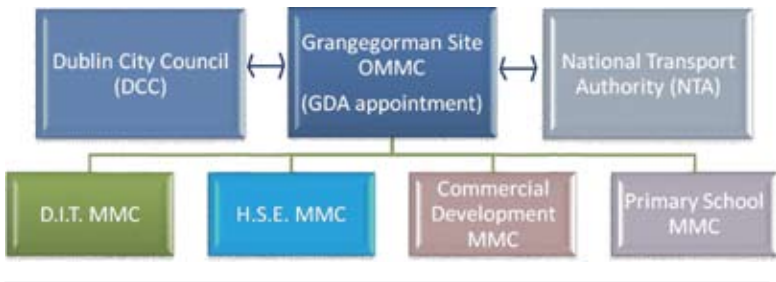 Dublin City Council
(DCC)
Grangegorman Site
OMMC
(GDA appointment)
National Transport
Authority (NTA)
D.I.T. MMC
H.S.E. MMC
Commercial
Development
MMC
Primary School
MMC